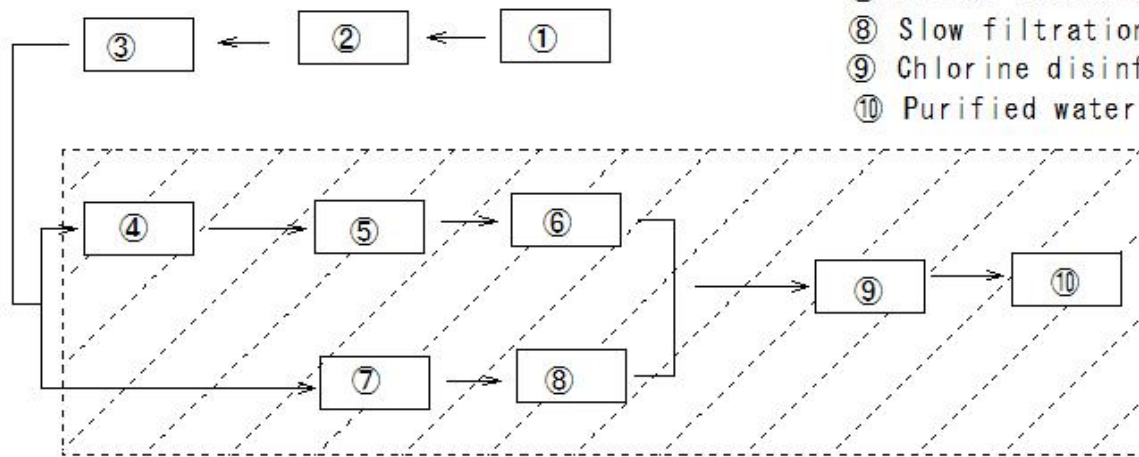 ⑧ Slow filtration
⑨ Chlorine disinf
⑩ Purified water
③ ② ①
④ ⑤ ⑥
⑨ ⑩
⑦ ⑧